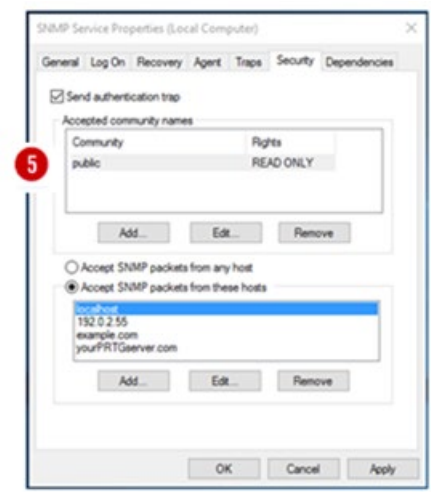 SNMP Service Properties (Local Computer)
General Log On Recovery Agent Traps Security Dependencies
Send authentication trap
Accepted community names
Community Rights
public READ ONLY
5
Add... Edit... Remove
Accept SNMP packets from any host
Accept SNMP packets from these hosts
localhost
192.0.2.55
example.com
yourPRTGserver.com
Add... Edit... Remove
OK Cancel Apply